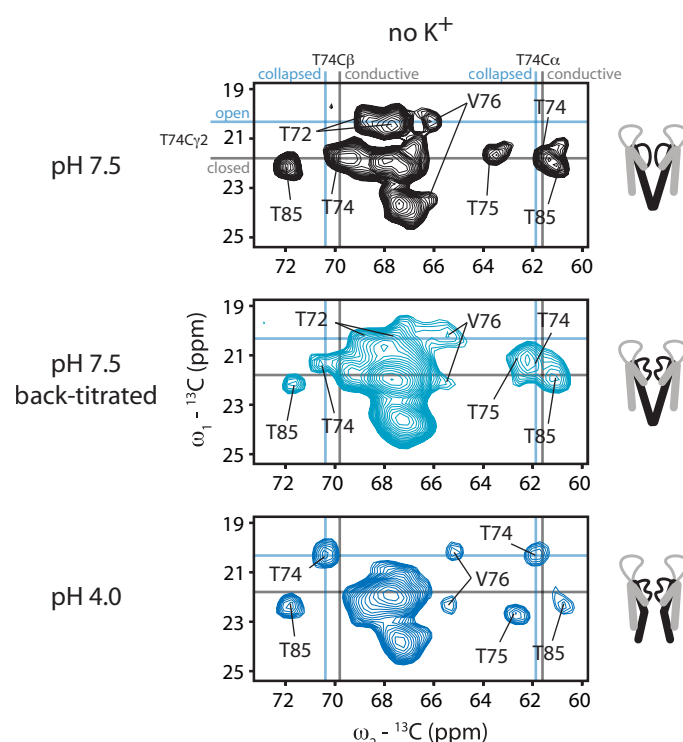 no K+
T74Cβ T74Cα
collapsed conductive collapsed conductive
pH 7.5
T74Cγ2
open
closed
19
21
23
25
T72
V76
T74
T85
T74
T75
T85
72 70 68 66 64 62 60
pH 7.5
back-titrated
ω1 - 13C (ppm)
19
21
23
25
T72
V76
T74
T85
T74
T75
T85
72 70 68 66 64 62 60
pH 4.0
19
21
23
25
T74
T74
V76
T85
T75
T85
72 70 68 66 64 62 60
ω2 - 13C (ppm)